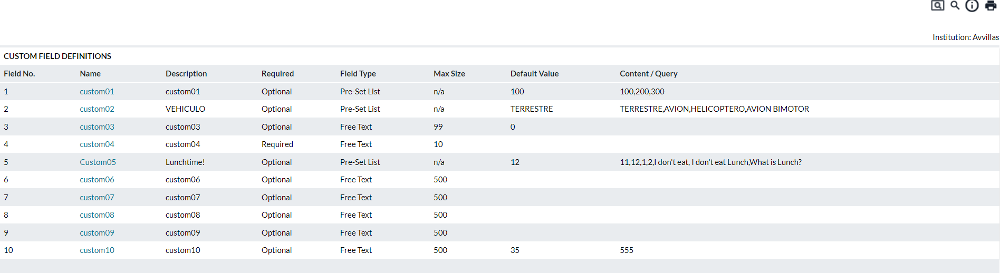 Institution: Avvillas
CUSTOM FIELD DEFINITIONS
Field No. Name Description Required Field Type Max Size Default Value Content / Query
1 custom01 custom01 Optional Pre-Set List n/a 100 100,200,300
2 custom02 VEHICULO Optional Pre-Set List n/a TERRESTRE TERRESTRE,AVION,HELICOPTERO,AVION BIMOTOR
3 custom03 custom03 Optional Free Text 99 0
4 custom04 custom04 Required Free Text 10
5 Custom05 Lunchtime! Optional Pre-Set List n/a 12 11,12,1,2,I don't eat, I don't eat Lunch,What is Lunch?
6 custom06 custom06 Optional Free Text 500
7 custom07 custom07 Optional Free Text 500
8 custom08 custom08 Optional Free Text 500
9 custom09 custom09 Optional Free Text 500
10 custom10 custom10 Optional Free Text 500 35 555